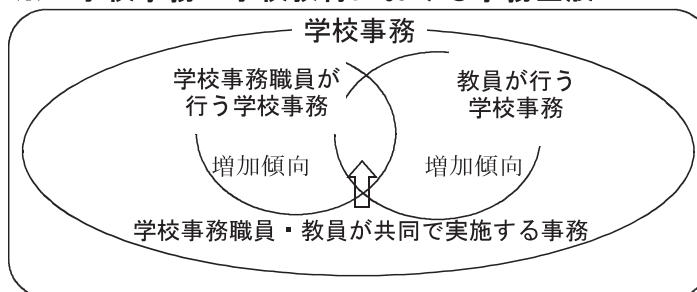 学校事務
学校事務職員が
行う学校事務
教員が行う
学校事務
増加傾向
増加傾向
学校事務職員・教員が共同で実施する事務